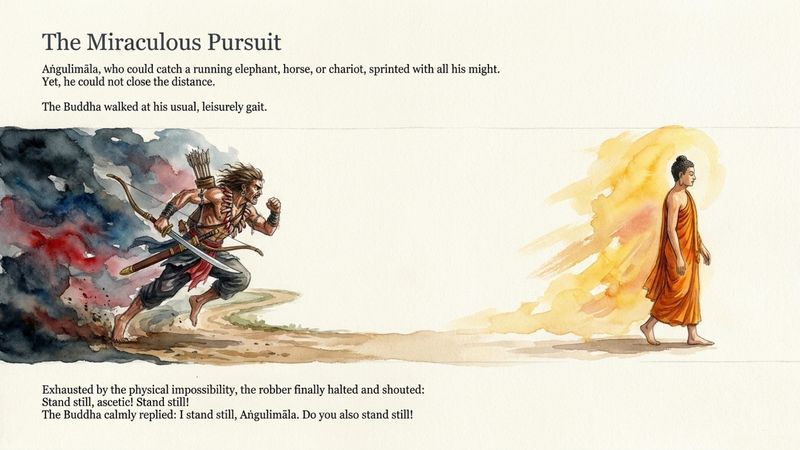 The Miraculous Pursuit
Aṅgulimāla, who could catch a running elephant, horse, or chariot, sprinted with all his might.
Yet, he could not close the distance.
The Buddha walked at his usual, leisurely gait.
Exhausted by the physical impossibility, the robber finally halted and shouted:
Stand still, ascetic! Stand still!
The Buddha calmly replied: I stand still, Aṅgulimāla. Do you also stand still!